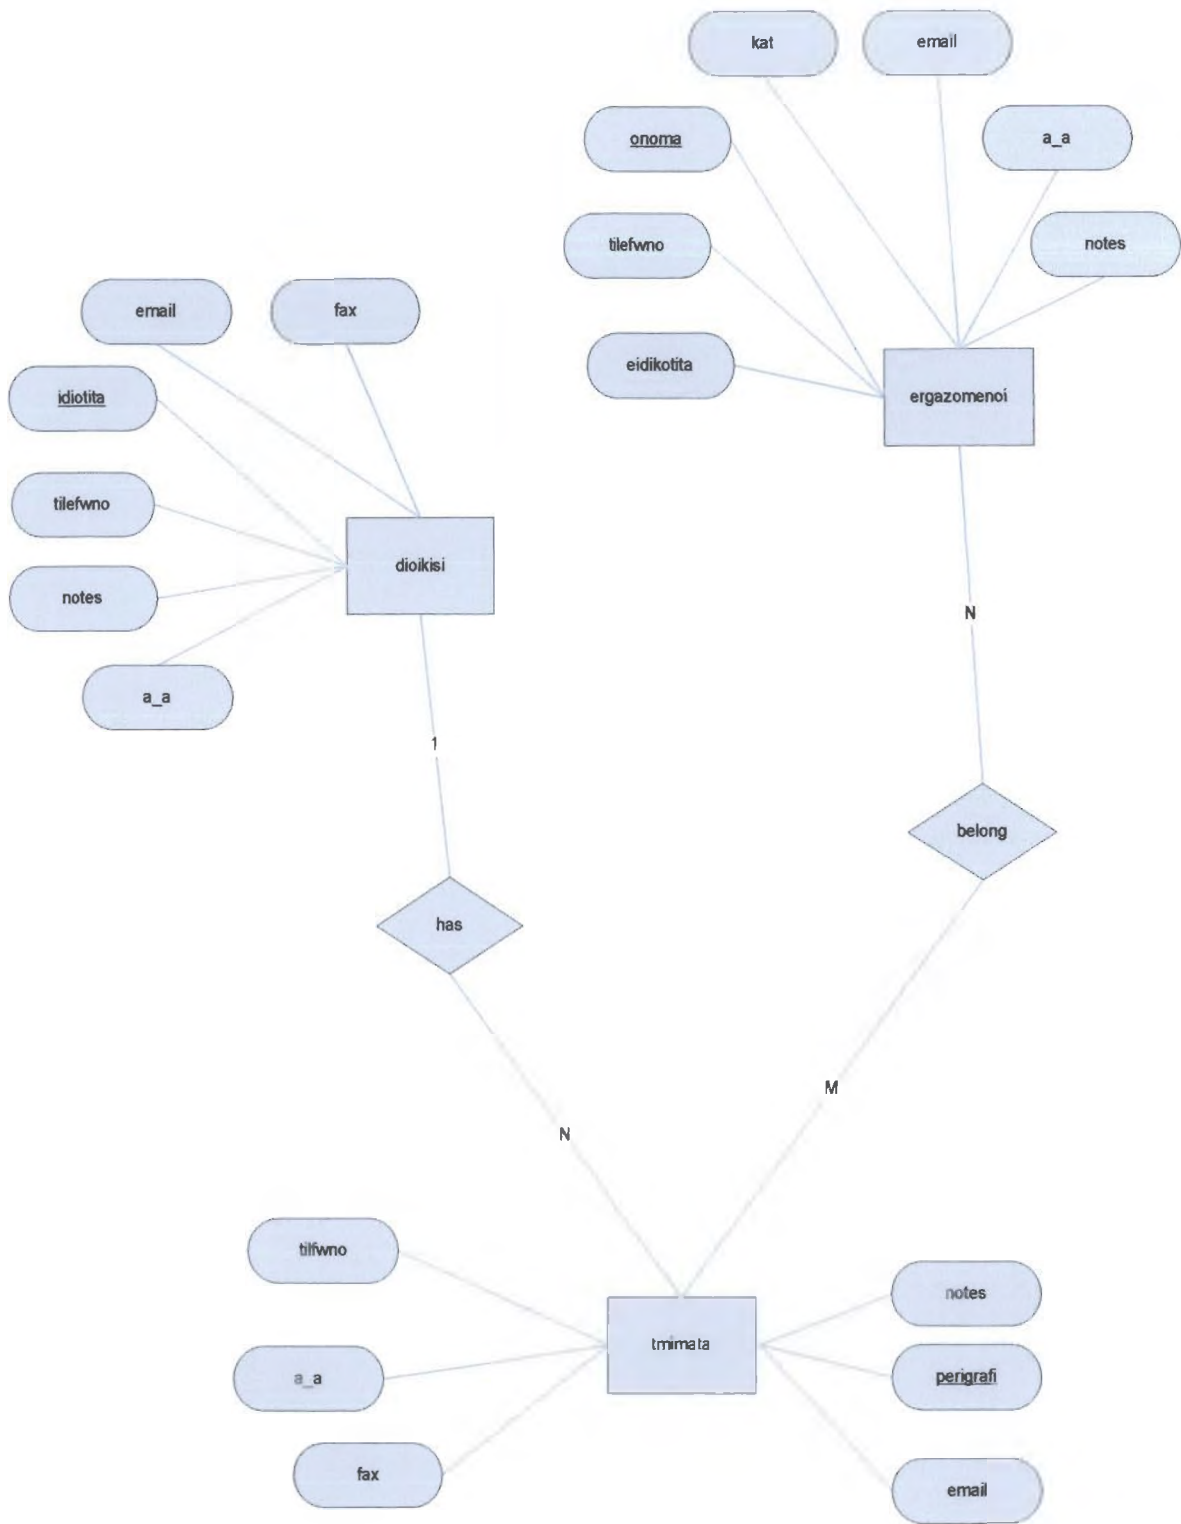 kat
email
onoma
a_a
tilefwno
notes
email
fax
eidikotita
ergazomenoi
idiotita
tilefwno
dioikisi
notes
N
a_a
1
belong
has
M
N
tilfwno
notes
tmimata
a_a
perigrafi
fax
email